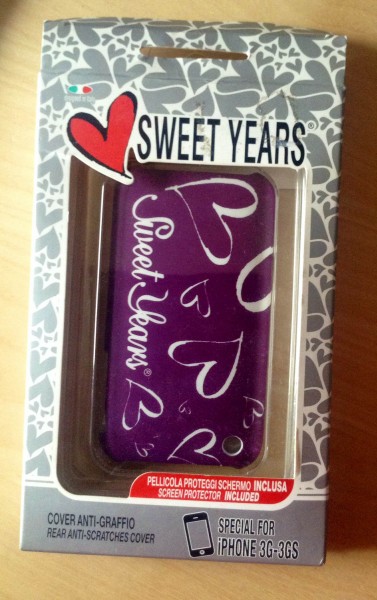 SWEET YEARS®
Sweet Years®
PELLICOLA PROTEGGI SCHERMO INCLUSA
SCREEN PROTECTOR INCLUDED
COVER ANTI-GRAFFIO
REAR ANTI-SCRATCHES COVER
SPECIAL FOR
iPHONE 3G-3GS